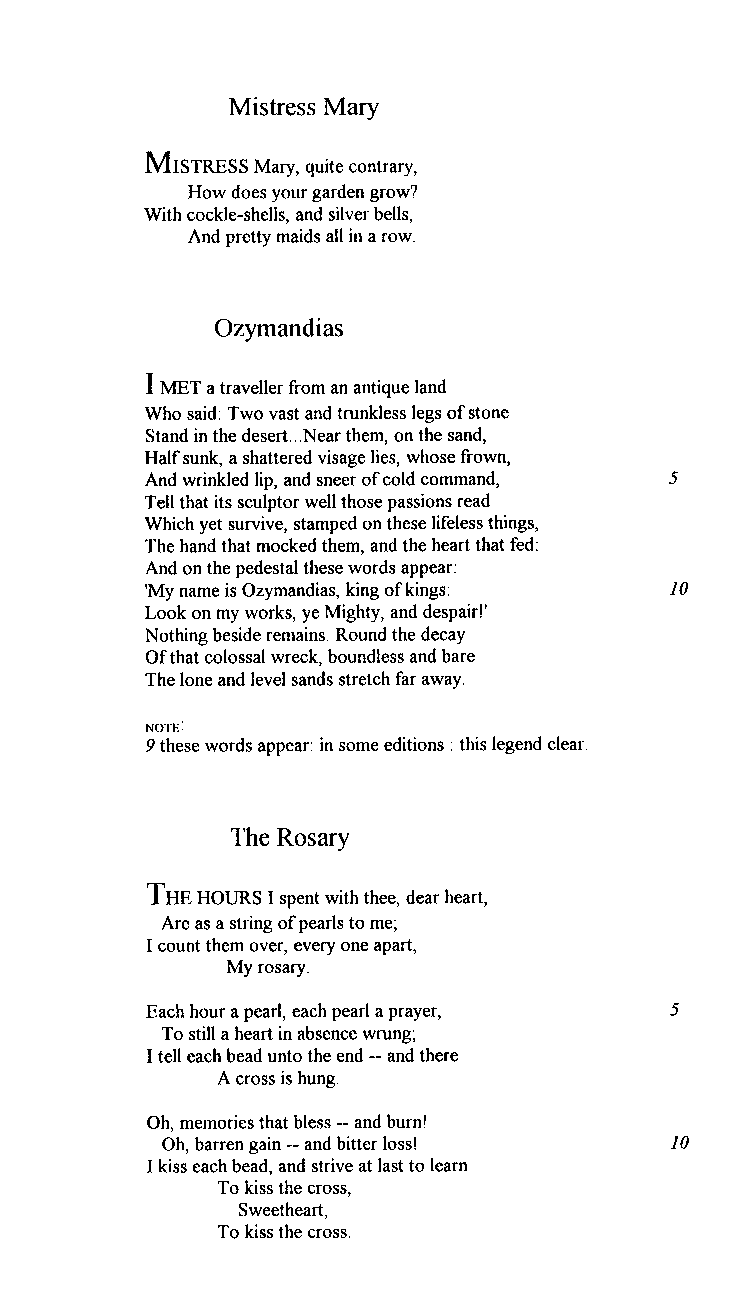 Mistress Mary
MISTRESS Mary, quite contrary,
How does your garden grow?
With cockle-shells, and silver bells,
And pretty maids all in a row.
Ozymandias
I MET a traveller from an antique land
Who said: Two vast and trunkless legs of stone
Stand in the desert...Near them, on the sand,
Half sunk, a shattered visage lies, whose frown,
And wrinkled lip, and sneer of cold command, 5
Tell that its sculptor well those passions read
Which yet survive, stamped on these lifeless things,
The hand that mocked them, and the heart that fed:
And on the pedestal these words appear:
'My name is Ozymandias, king of kings: 10
Look on my works, ye Mighty, and despair!'
Nothing beside remains. Round the decay
Of that colossal wreck, boundless and bare
The lone and level sands stretch far away.
NOTE:
9 these words appear: in some editions : this legend clear.
The Rosary
THE HOURS I spent with thee, dear heart,
Are as a string of pearls to me;
I count them over, every one apart,
My rosary.
Each hour a pearl, each pearl a prayer, 5
To still a heart in absence wrung;
I tell each bead unto the end -- and there
A cross is hung.
Oh, memories that bless -- and burn!
Oh, barren gain -- and bitter loss! 10
I kiss each bead, and strive at last to learn
To kiss the cross,
Sweetheart,
To kiss the cross.